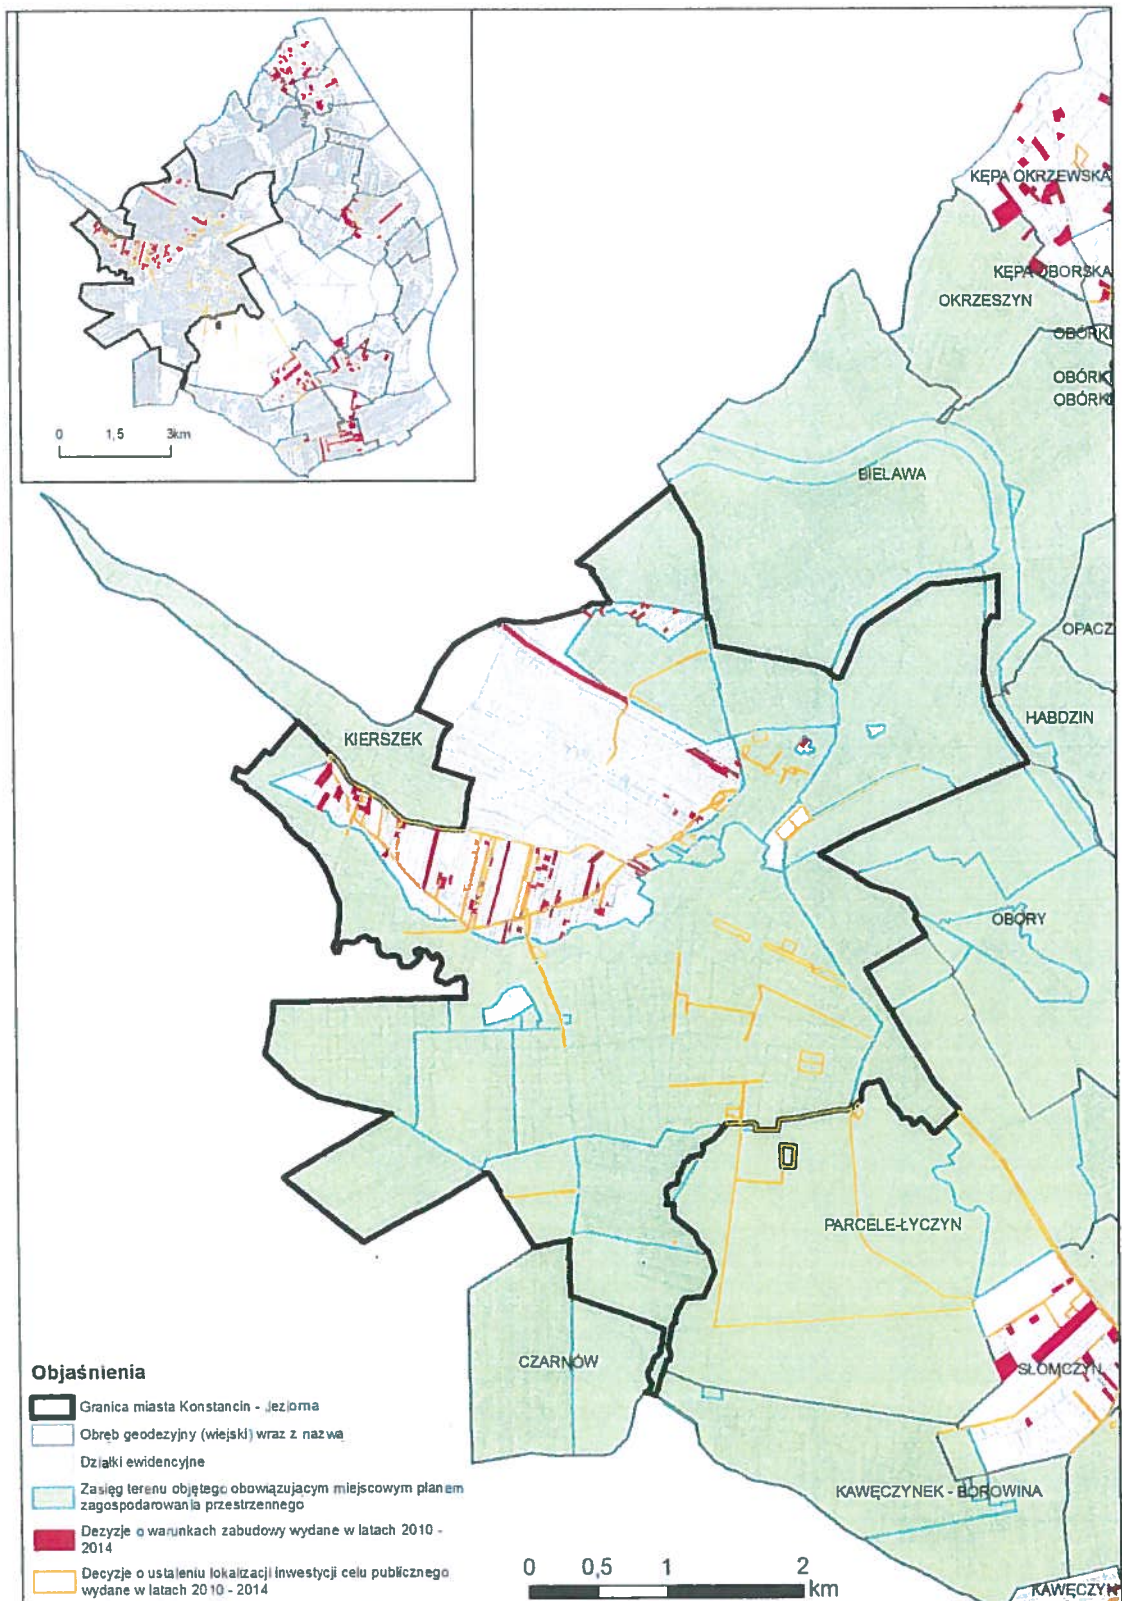 0 1,5 3km
KĘPA OKRZEWSKA
KĘPA OBORSKA
OKRZESZYN
OBÓRKI
OBÓRKI
OBÓRKI
BIELAWA
OPACZ
HABDZIN
KIERSZEK
OBORY
PARCELE-ŁYCZYN
CZARNÓW
SŁOMCZYN
KAWĘCZYNEK - BOROWINA
KAWĘCZYN
Objaśnienia
Granica miasta Konstancin - Jeziorna
Obręb geodezyjny (wiejski) wraz z nazwą
Działki ewidencyjne
Zasięg terenu objętego obowiązującym miejscowym planem
zagospodarowania przestrzennego
Dezyzje o warunkach zabudowy wydane w latach 2010 -
2014
Decyzje o ustaleniu lokalizacji inwestycji celu publicznego
wydane w latach 2010 - 2014
0 0,5 1 2
km